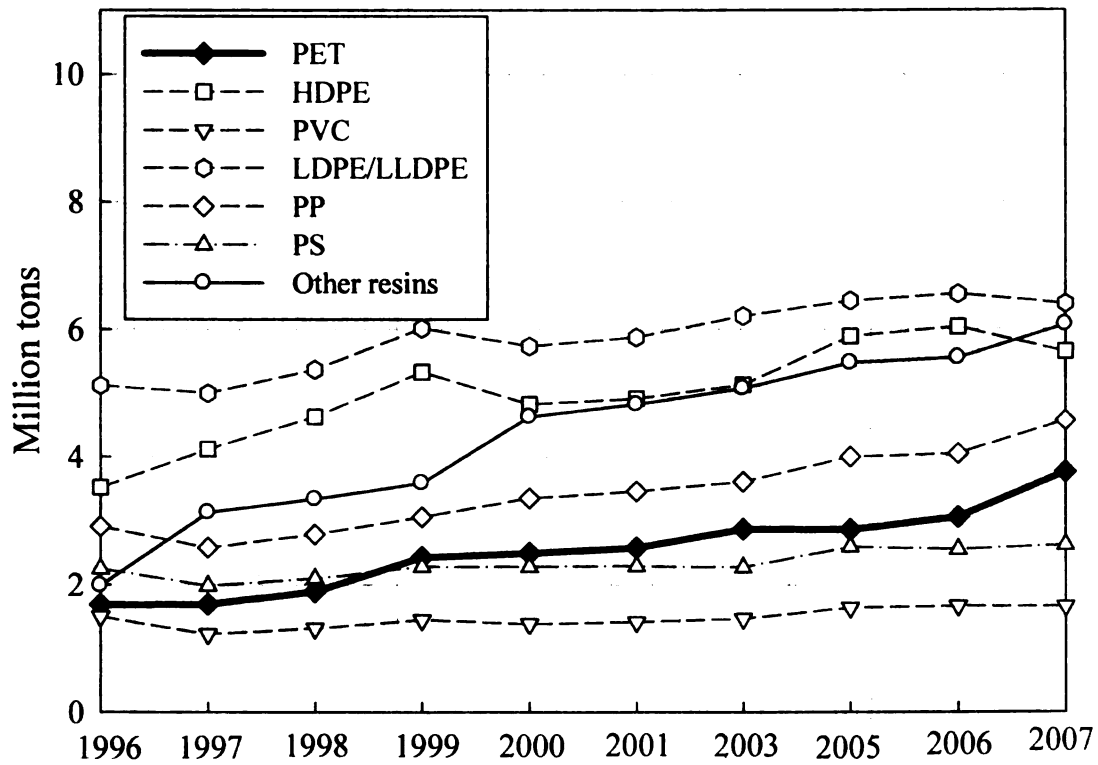 PET
HDPE
PVC
LDPE/LLDPE
PP
PS
Other resins
Million tons
10
8
6
4
2
0
1996 1997 1998 1999 2000 2001 2003 2005 2006 2007